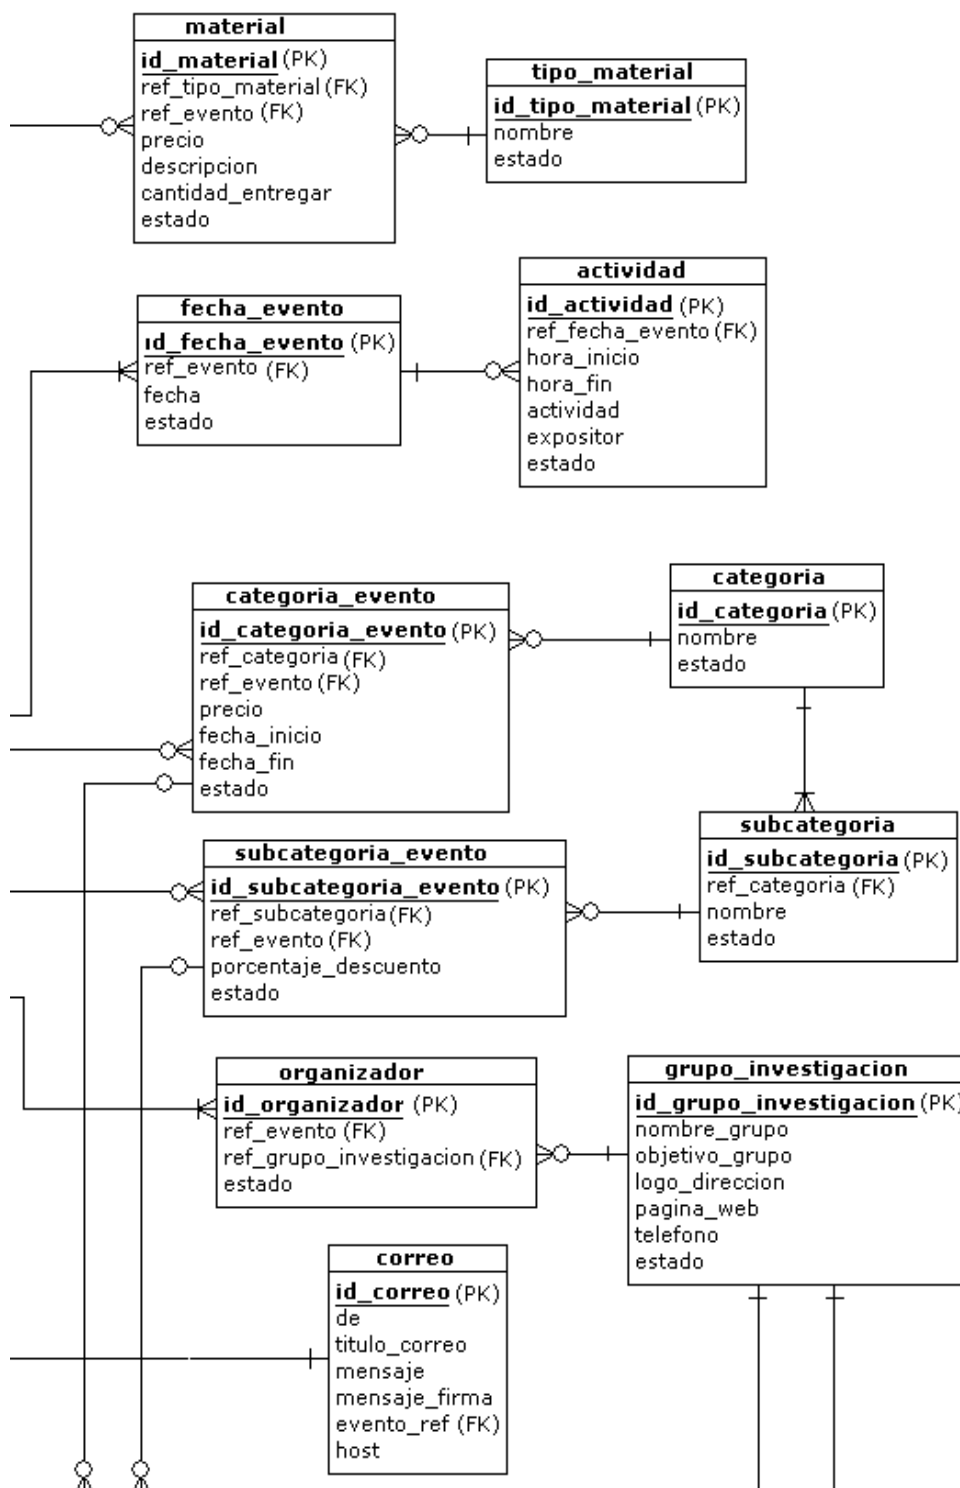 material
id_material (PK)
ref_tipo_material (FK)
ref_evento (FK)
precio
descripcion
cantidad_entregar
estado
tipo_material
id_tipo_material (PK)
nombre
estado
fecha_evento
id_fecha_evento (PK)
ref_evento (FK)
fecha
estado
actividad
id_actividad (PK)
ref_fecha_evento (FK)
hora_inicio
hora_fin
actividad
expositor
estado
categoria_evento
id_categoria_evento (PK)
ref_categoria (FK)
ref_evento (FK)
precio
fecha_inicio
fecha_fin
estado
categoria
id_categoria (PK)
nombre
estado
subcategoria_evento
id_subcategoria_evento (PK)
ref_subcategoria (FK)
ref_evento (FK)
porcentaje_descuento
estado
subcategoria
id_subcategoria (PK)
ref_categoria (FK)
nombre
estado
organizador
id_organizador (PK)
ref_evento (FK)
ref_grupo_investigacion (FK)
estado
grupo_investigacion
id_grupo_investigacion (PK)
nombre_grupo
objetivo_grupo
logo_direccion
pagina_web
telefono
estado
correo
id_correo (PK)
de
titulo_correo
mensaje
mensaje_firma
evento_ref (FK)
host